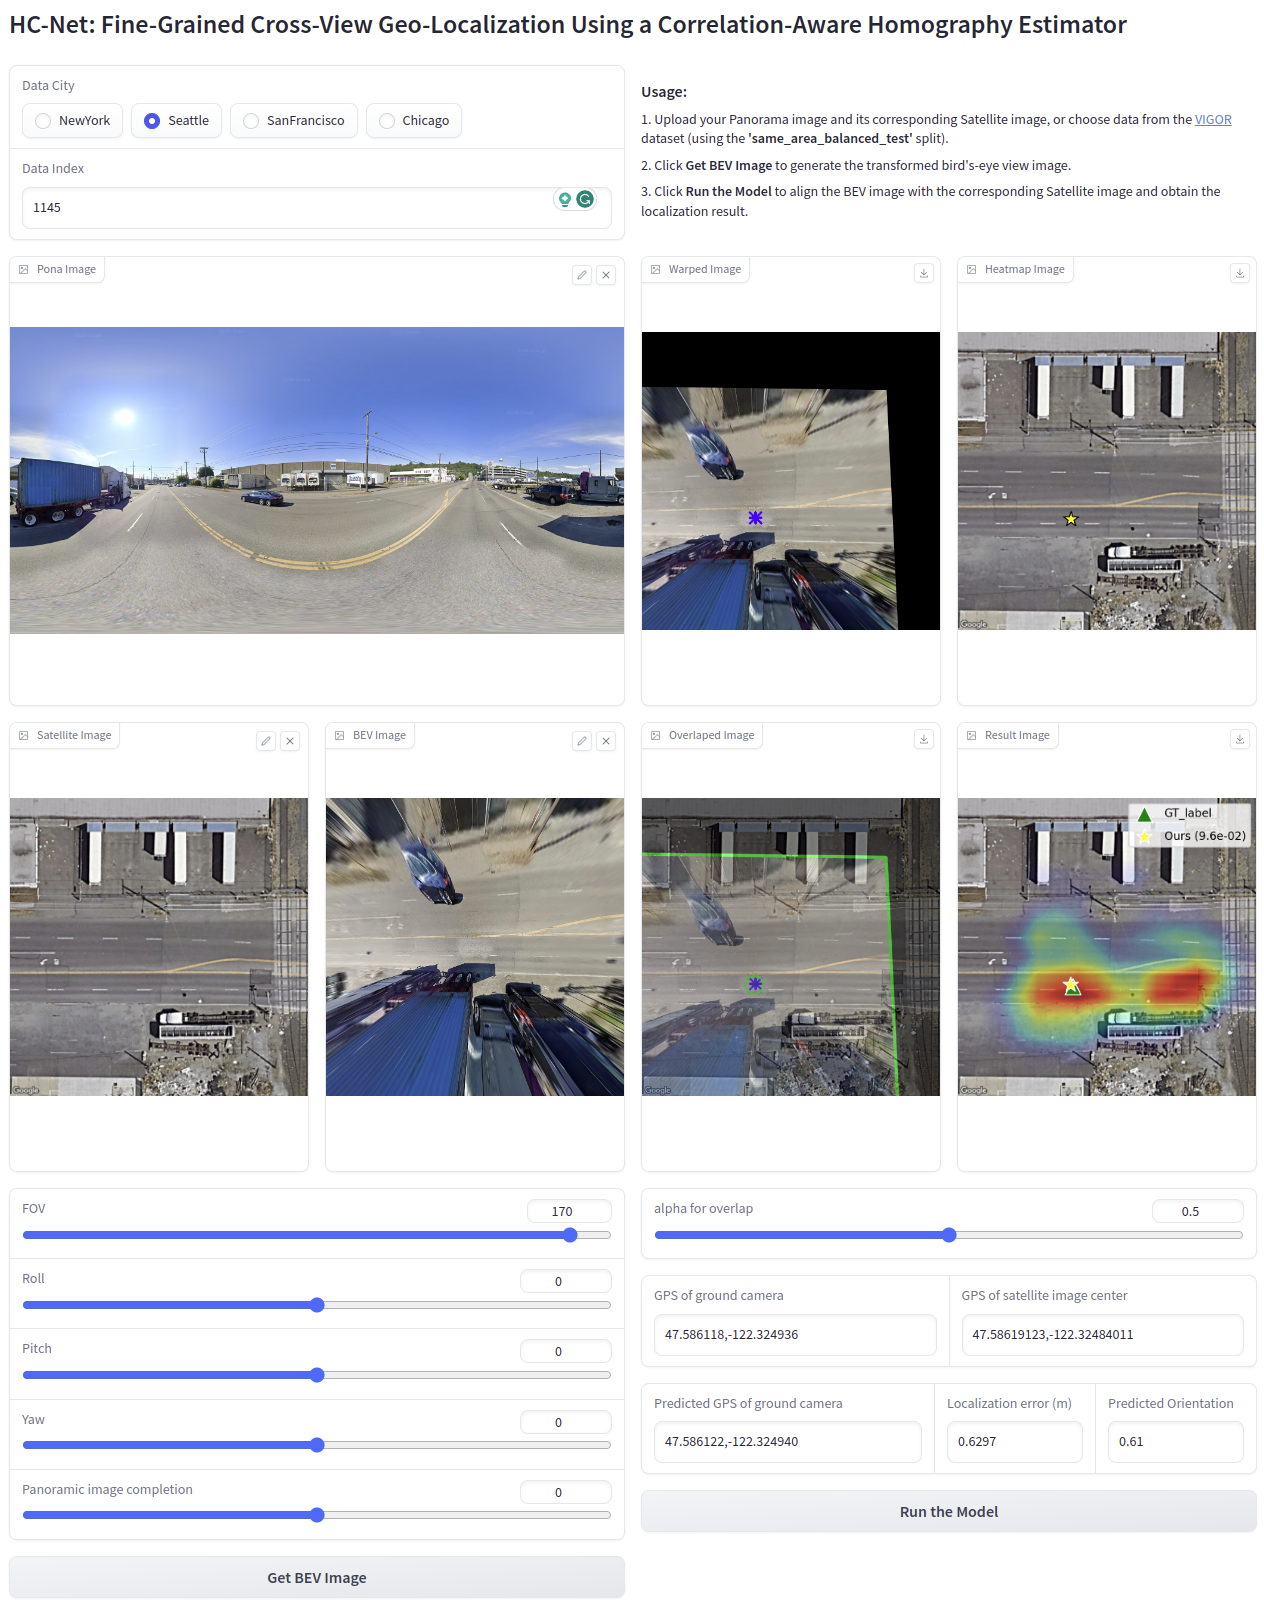 HC-Net: Fine-Grained Cross-View Geo-Localization Using a Correlation-Aware Homography Estimator
Data City
NewYork
Seattle
SanFrancisco
Chicago
Data Index
1145
Usage:
1. Upload your Panorama image and its corresponding Satellite image, or choose data from the VIGOR
dataset (using the 'same_area_balanced_test' split).
2. Click Get BEV Image to generate the transformed bird's-eye view image.
3. Click Run the Model to align the BEV image with the corresponding Satellite image and obtain the
localization result.
Pona Image
Warped Image
Heatmap Image
Google
Satellite Image
BEV Image
Overlaped Image
Result Image
GT_label
Ours (9.6e-02)
Google
Google
Google
FOV
170
Roll
0
Pitch
0
Yaw
0
Panoramic image completion
0
Get BEV Image
alpha for overlap
0.5
GPS of ground camera
47.586118,-122.324936
GPS of satellite image center
47.58619123,-122.32484011
Predicted GPS of ground camera
47.586122,-122.324940
Localization error (m)
0.6297
Predicted Orientation
0.61
Run the Model